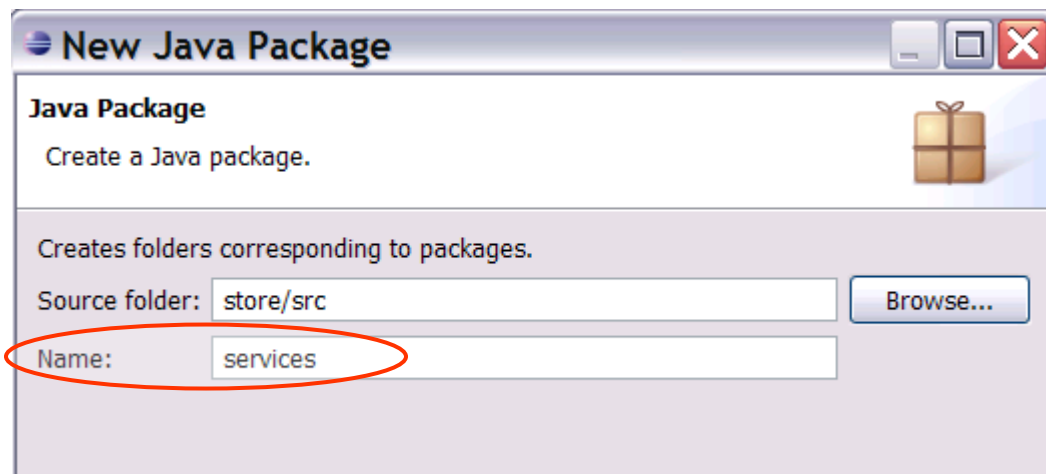 New Java Package
Java Package
Create a Java package.
Creates folders corresponding to packages.
Source folder: store/src Browse...
Name: services